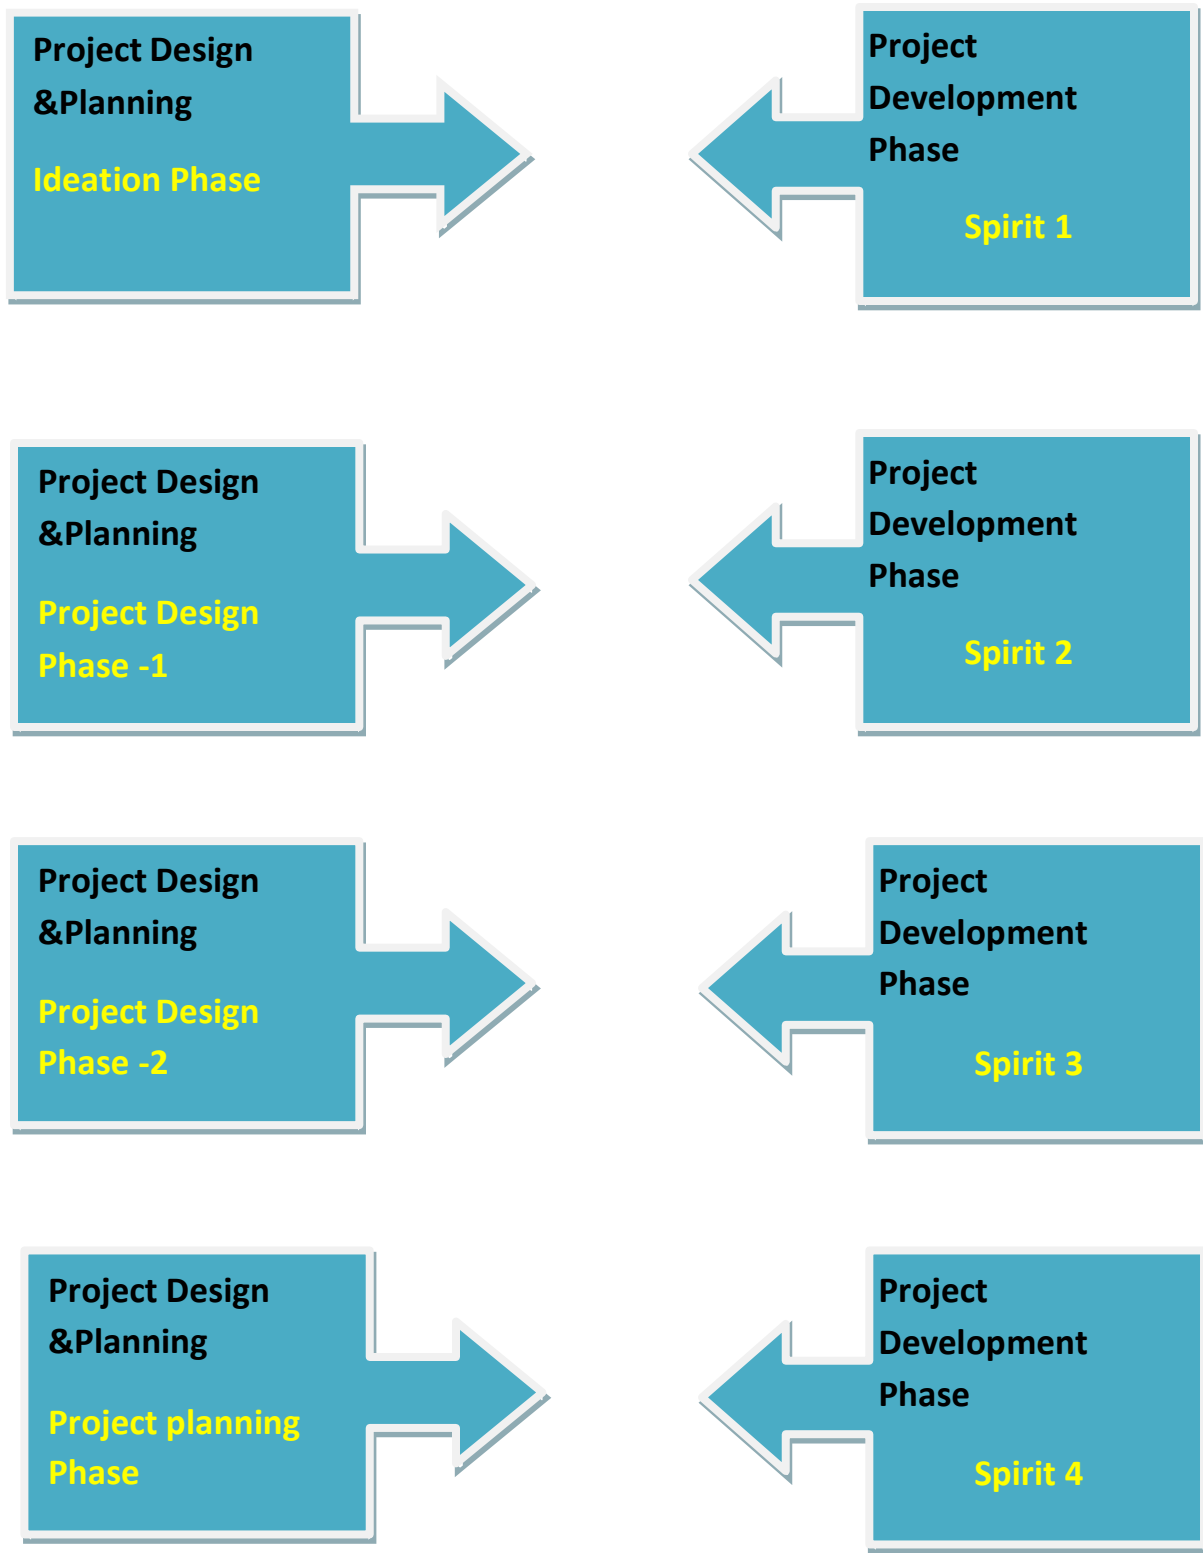 Project Design
&Planning
Ideation Phase
Project
Development
Phase
Spirit 1
Project Design
&Planning
Project Design
Phase -1
Project
Development
Phase
Spirit 2
Project Design
&Planning
Project Design
Phase -2
Project
Development
Phase
Spirit 3
Project Design
&Planning
Project planning
Phase
Project
Development
Phase
Spirit 4